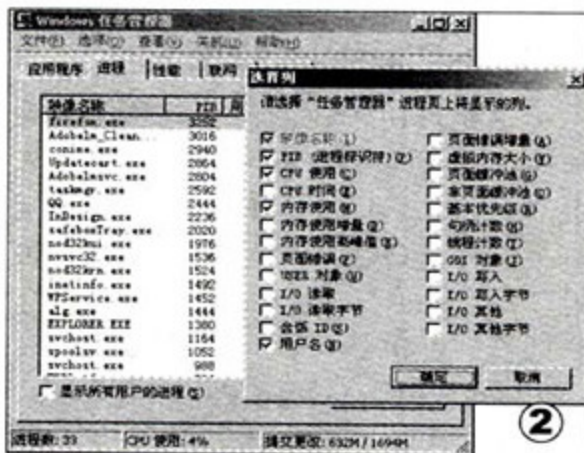 Windows 任务管理器
文件(F) 选项(O) 查看(V) 关机(U) 帮助(H)
应用程序 进程 性能 联网
映像名称 PID
firefox.exe 3292
Adobelm_Clean... 3016
conime.exe 2940
Updatecart.exe 2864
Adobelmsvc.exe 2804
taskmgr.exe 2592
QQ.exe 2444
InDesign.exe 2236
safeboxTray.exe 2020
nod32kui.exe 1976
nvsvc32.exe 1536
nod32krn.exe 1524
inetinfo.exe 1492
VPService.exe 1452
alg.exe 1444
EXPLORER.EXE 1380
svchost.exe 1164
spoolsv.exe 1052
svchost.exe 988
显示所有用户的进程(S)
进程数: 33 CPU 使用: 4% 提交更改: 632M / 1694M
选择列
请选择“任务管理器”进程页上将显示的列。
映像名称(I)
PID (进程标识符)(P)
CPU 使用(C)
CPU 时间(E)
内存使用(M)
内存使用增量(D)
内存使用高峰值(K)
页面错误(F)
USER 对象(U)
I/O 读取
I/O 读取字节
会话 ID(S)
用户名(N)
页面错误增量(A)
虚拟内存大小(V)
页面缓冲池(G)
非页面缓冲池(O)
基本优先级(R)
句柄计数(H)
线程计数(T)
GDI 对象(J)
I/O 写入
I/O 写入字节
I/O 其他
I/O 其他字节
确定 取消
②